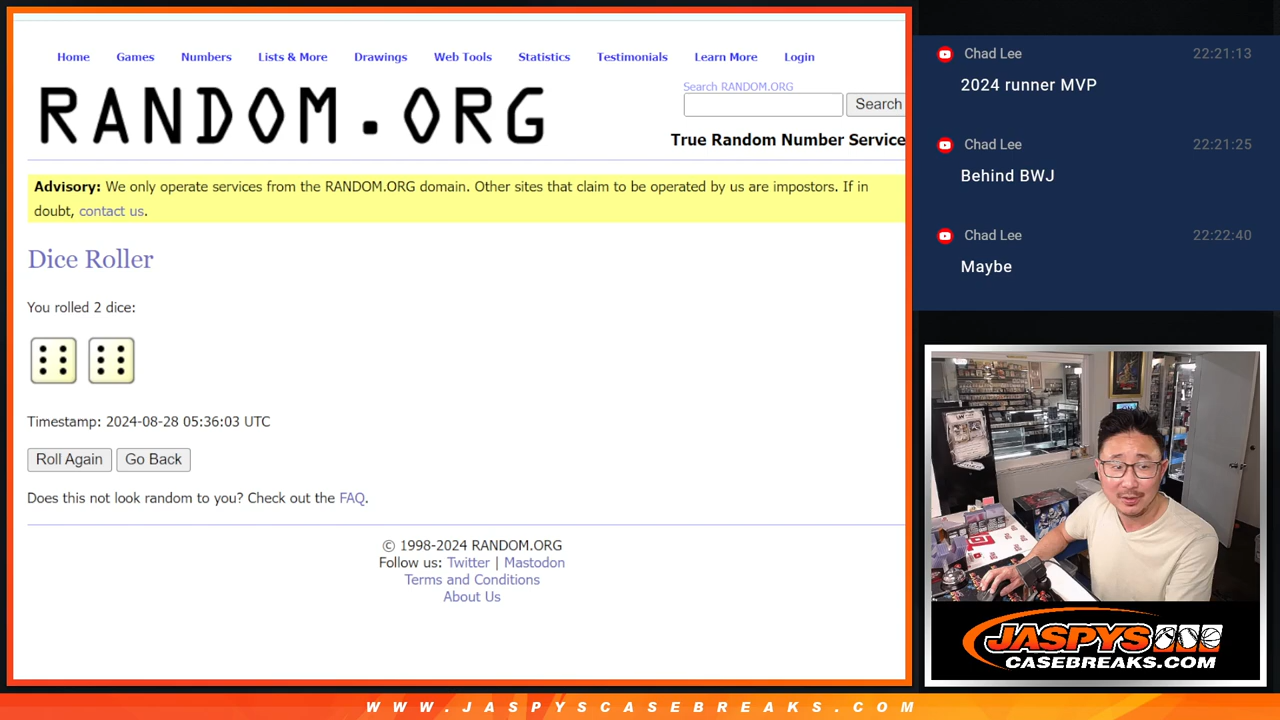 Home Games Numbers Lists & More Drawings Web Tools Statistics Testimonials Learn More Login
RANDOM.ORG
Search RANDOM.ORG
Search
True Random Number Service
Advisory: We only operate services from the RANDOM.ORG domain. Other sites that claim to be operated by us are impostors. If in
doubt, contact us.
Dice Roller
You rolled 2 dice:
Timestamp: 2024-08-28 05:36:03 UTC
Roll Again Go Back
Does this not look random to you? Check out the FAQ.
© 1998-2024 RANDOM.ORG
Follow us: Twitter | Mastodon
Terms and Conditions
About Us
Chad Lee 22:21:13
2024 runner MVP
Chad Lee 22:21:25
Behind BWJ
Chad Lee 22:22:40
Maybe
JASPYS
CASEBREAKS.COM
WWW.JASPYSCASEBREAKS.COM